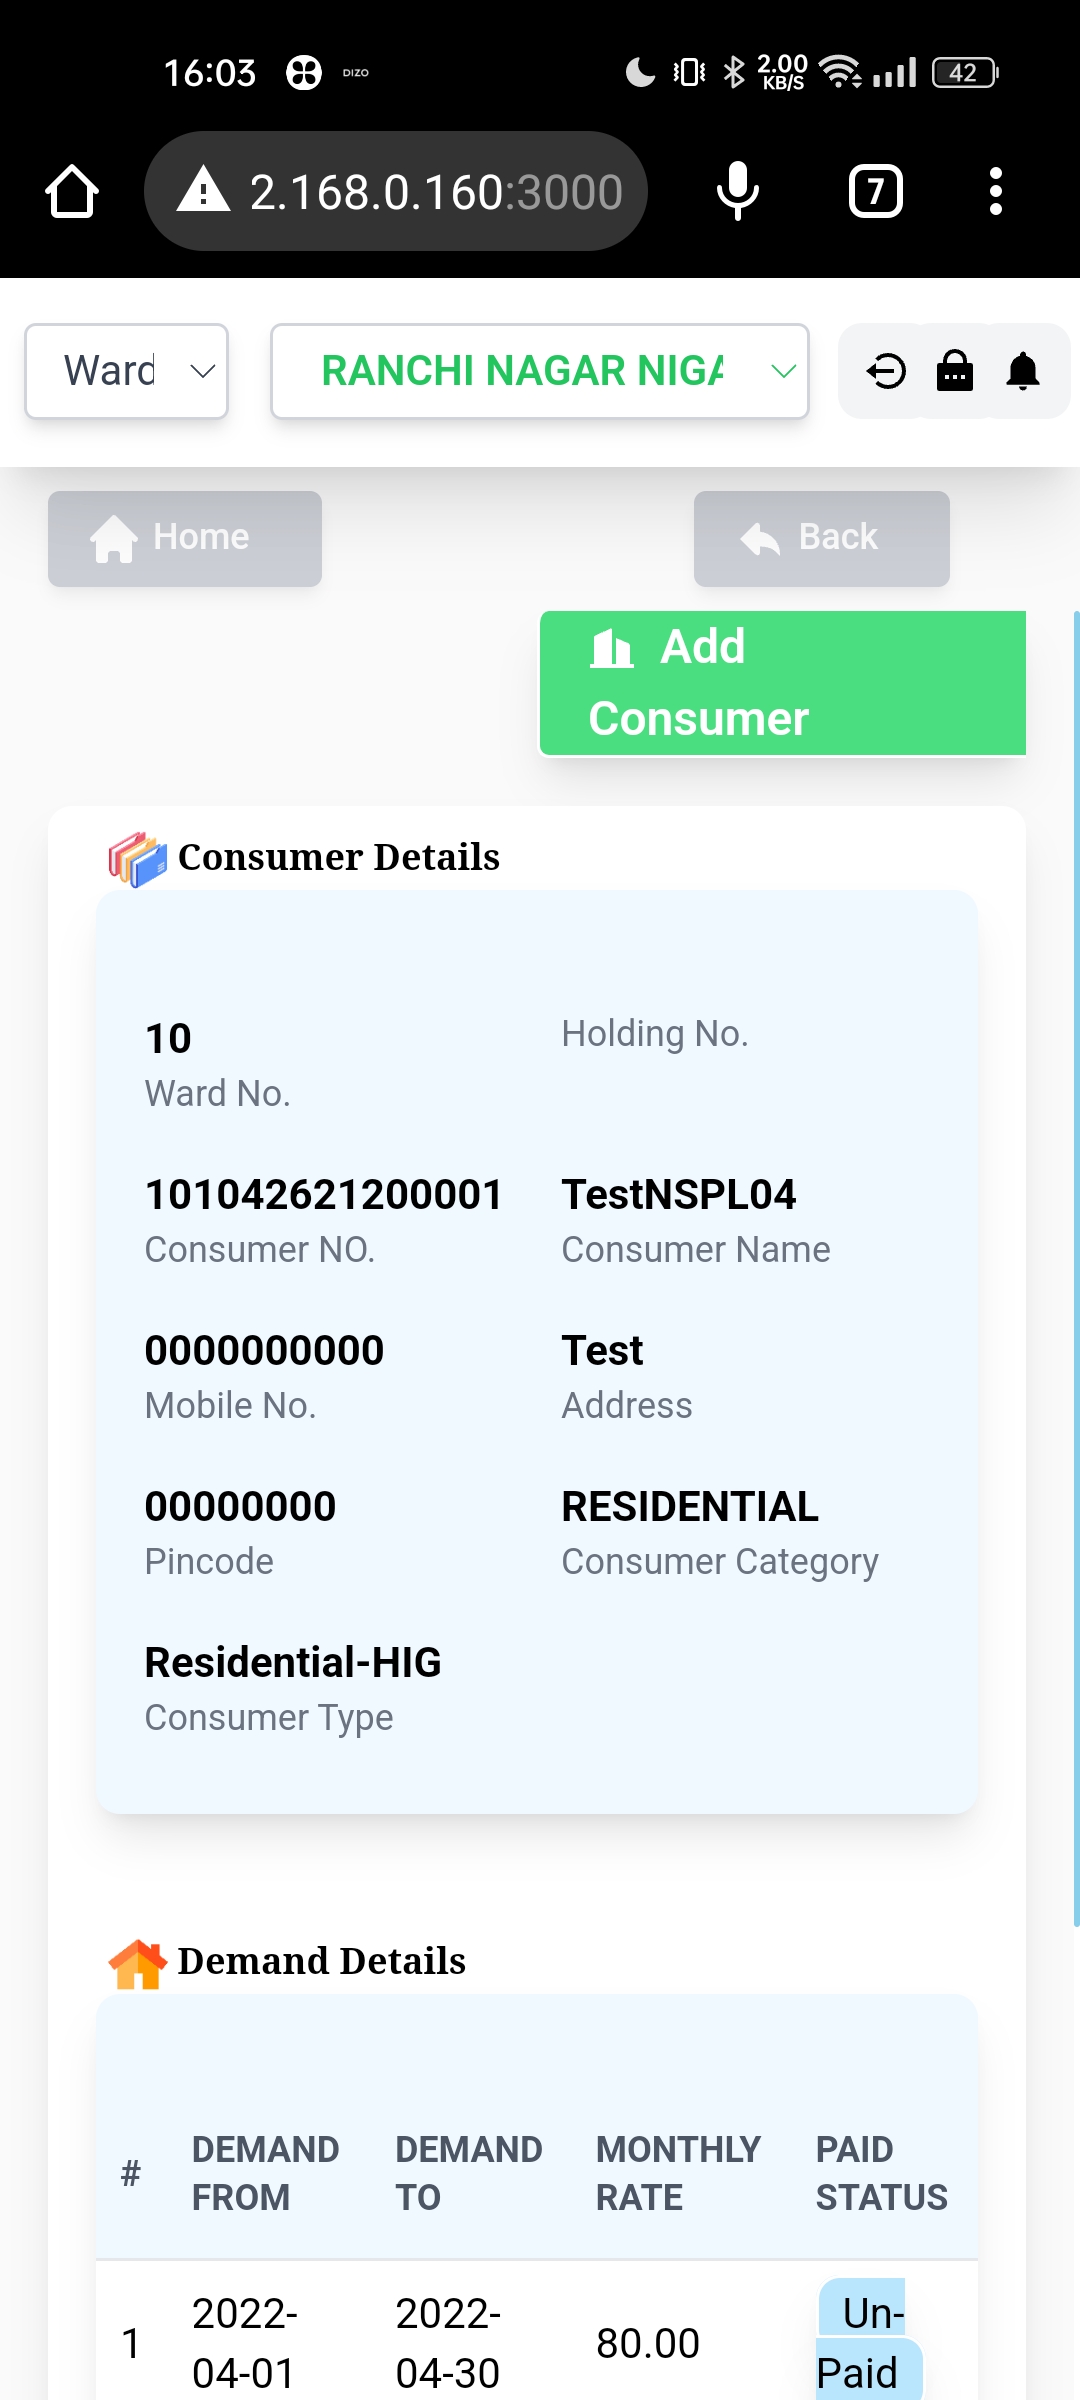 16:03 DIZO 2.00 KB/S 42
2.168.0.160:3000 7
Ward RANCHI NAGAR NIGA
Home Back
Add
Consumer
Consumer Details
10
Ward No.
Holding No.
101042621200001
Consumer NO.
TestNSPL04
Consumer Name
0000000000
Mobile No.
Test
Address
00000000
Pincode
RESIDENTIAL
Consumer Category
Residential-HIG
Consumer Type
Demand Details
# DEMAND FROM DEMAND TO MONTHLY RATE PAID STATUS
1 2022-04-01 2022-04-30 80.00 Un-Paid